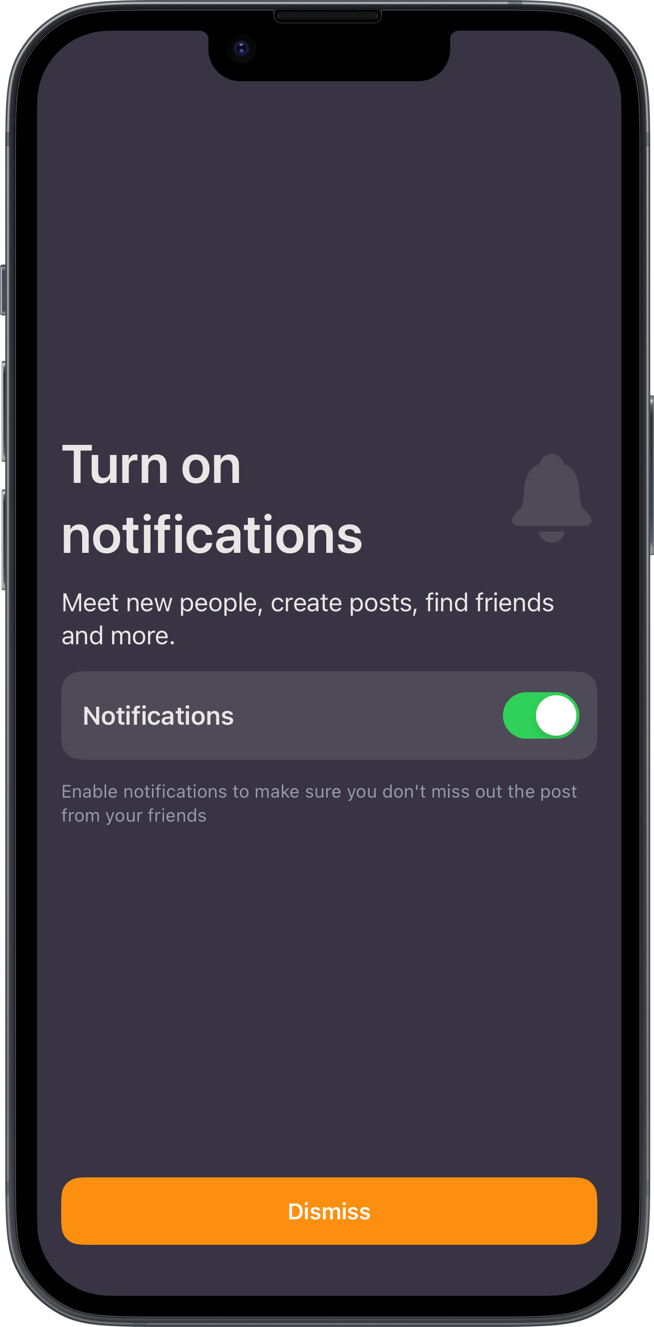 Turn on
notifications
Meet new people, create posts, find friends
and more.
Notifications
Enable notifications to make sure you don't miss out the post
from your friends
Dismiss